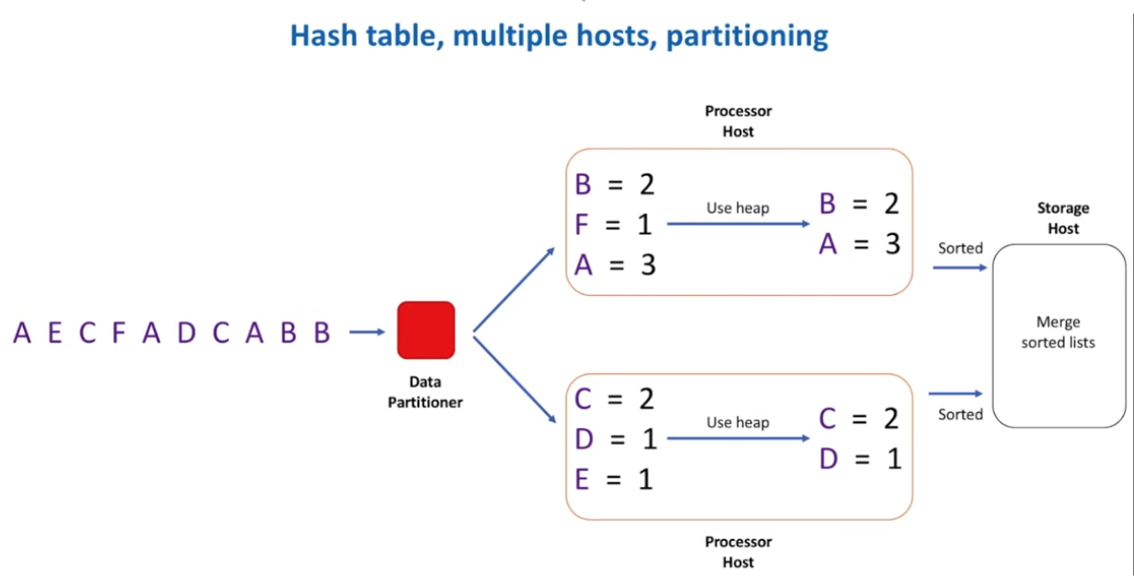 Hash table, multiple hosts, partitioning
A E C F A D C A B B
Data
Partitioner
Processor
Host
B = 2
F = 1
A = 3
Use heap
B = 2
A = 3
Sorted
C = 2
D = 1
E = 1
Use heap
C = 2
D = 1
Sorted
Processor
Host
Storage
Host
Merge
sorted lists